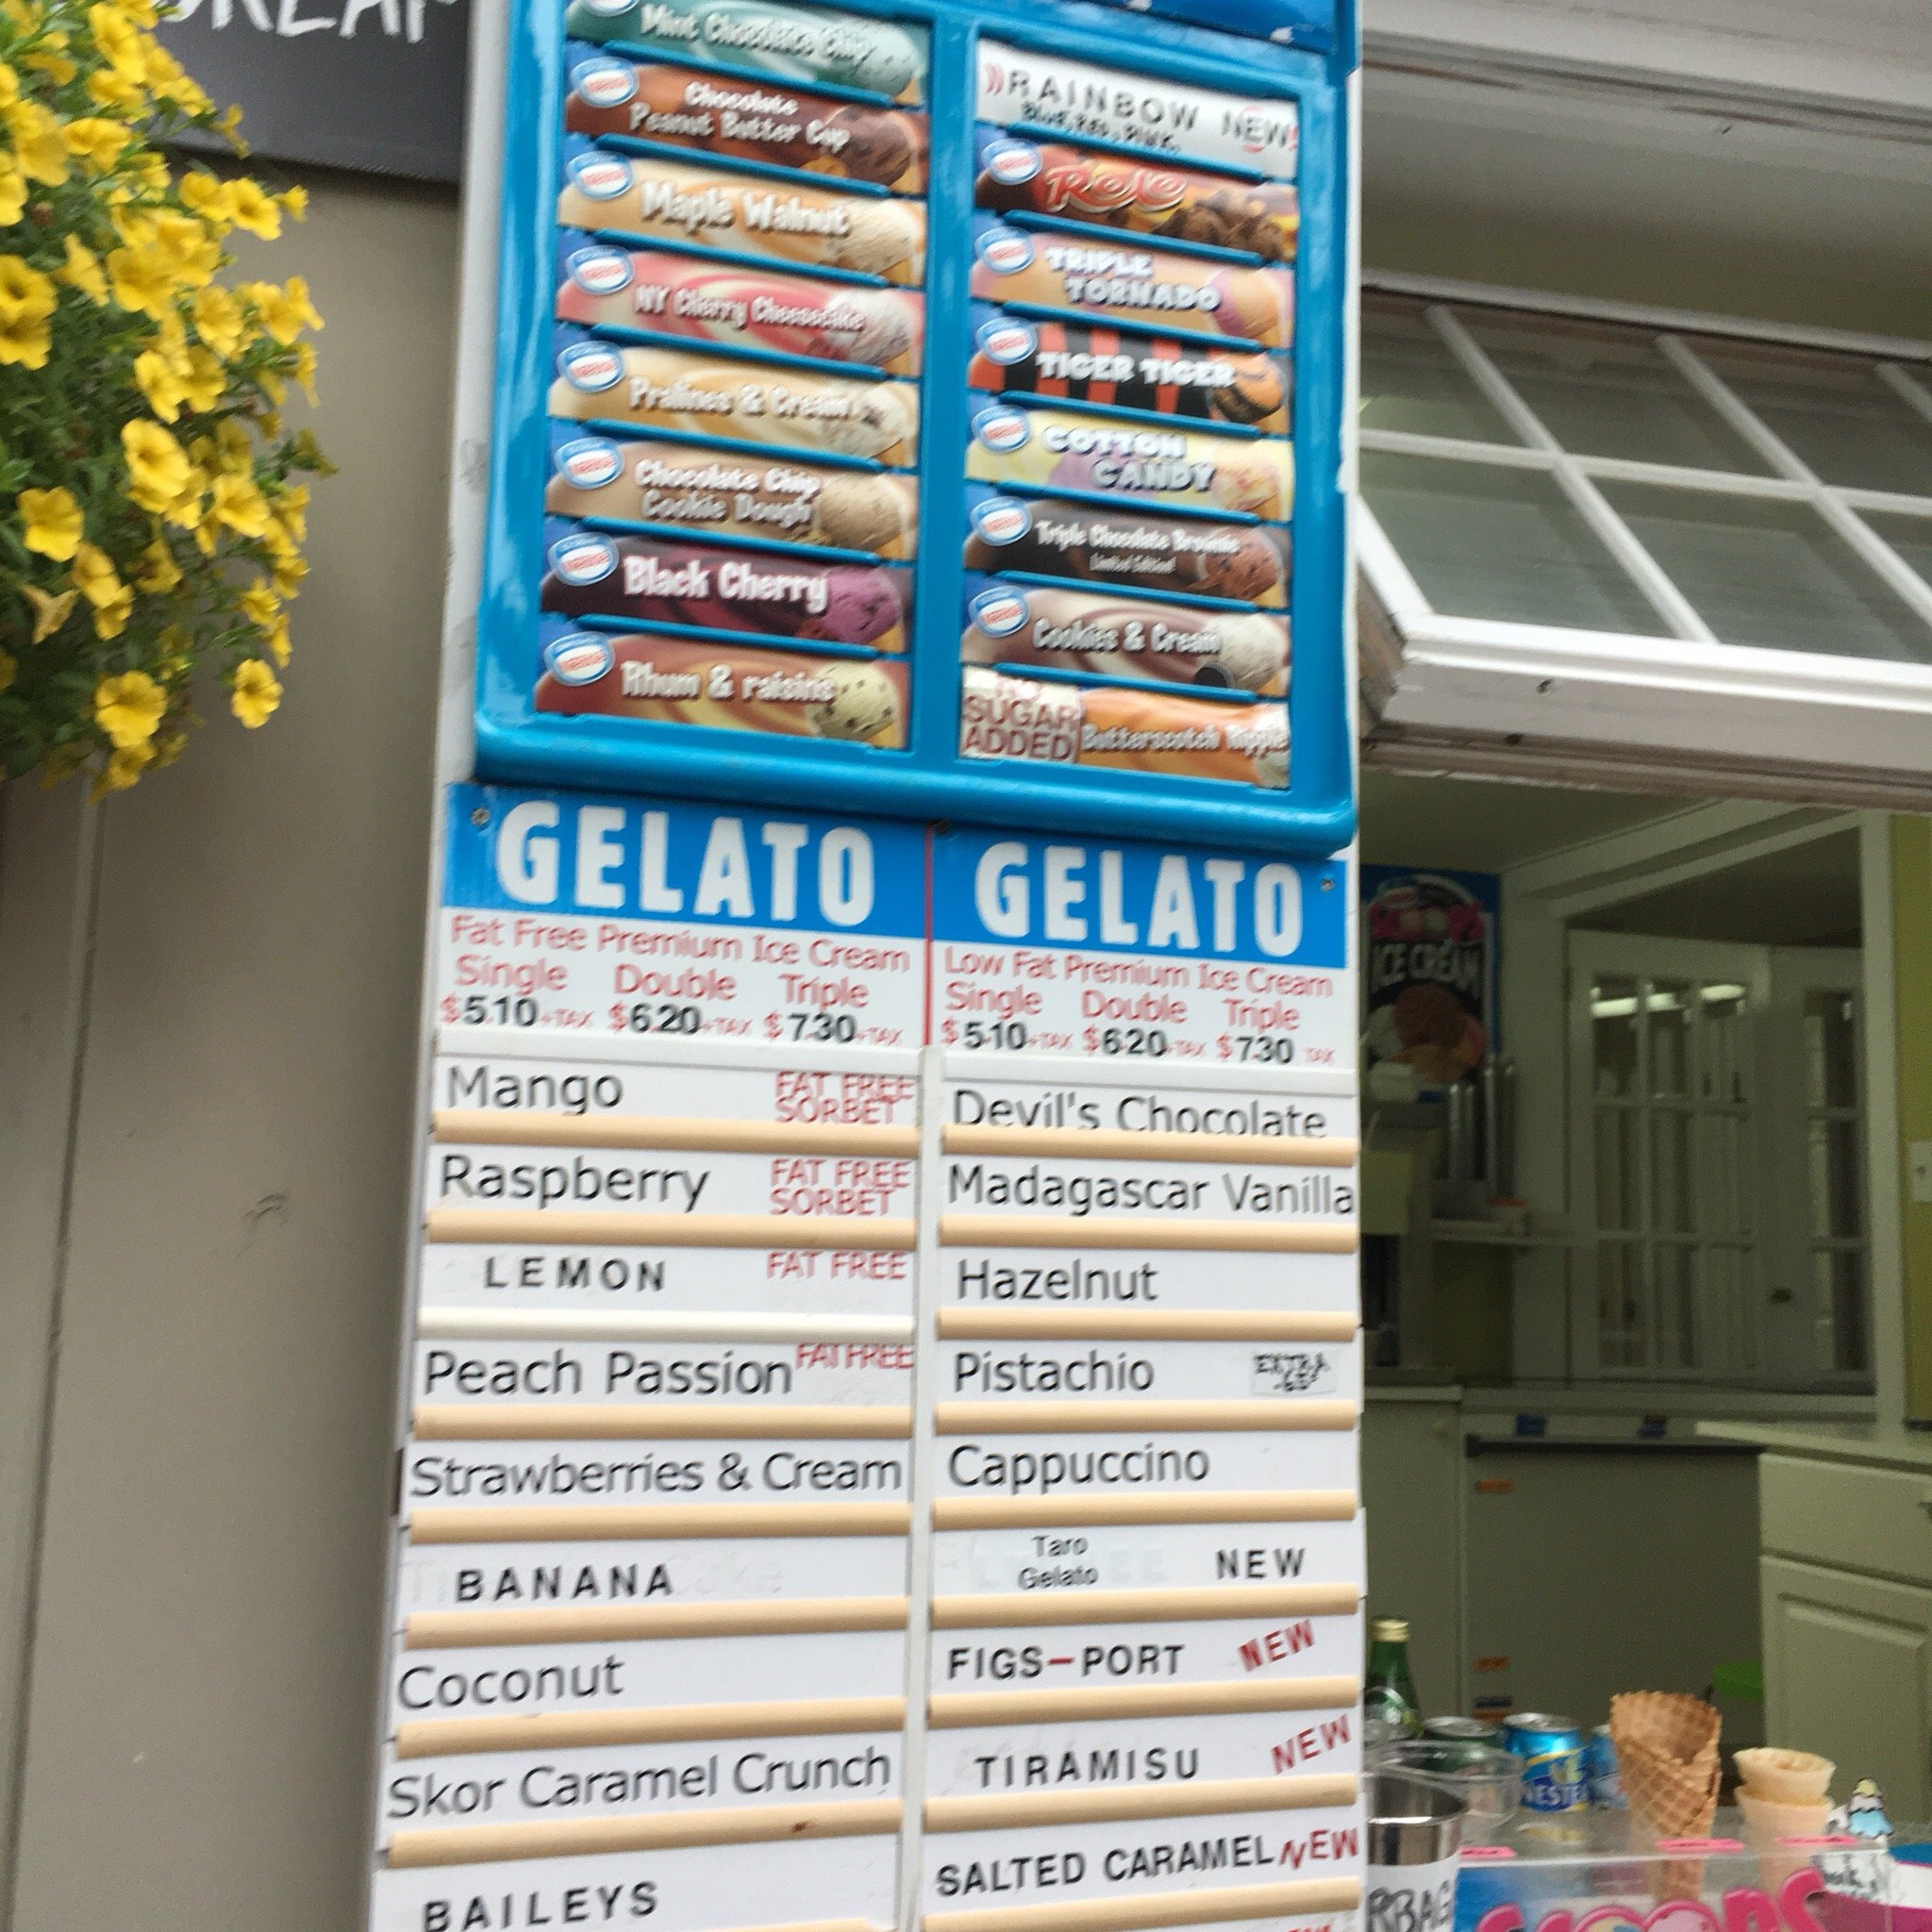 Mint Chocolate Chip
Chocolate
Peanut Butter Cup
Maple Walnut
NY Cherry Cheesecake
Pralines & Cream
Chocolate Chip
Cookie Dough
Black Cherry
Rhum & raisins
RAINBOW NEW!
BLUE, RED, PINK.
Rolo
TRIPLE
TORNADO
TIGER TIGER
COTTON
CANDY
Triple Chocolate Brownie
Limited Edition!
Cookies & Cream
NO
SUGAR
ADDED Butterscotch Ripple
GELATO
Fat Free Premium Ice Cream
Single Double Triple
$5.10+TAX $6.20+TAX $7.30+TAX
Mango FAT FREE
SORBET
Raspberry FAT FREE
SORBET
LEMON FAT FREE
Peach Passion FAT FREE
Strawberries & Cream
BANANA
Coconut
Skor Caramel Crunch
BAILEYS
GELATO
Low Fat Premium Ice Cream
Single Double Triple
$5.10+TAX $6.20+TAX $7.30 TAX
Devil's Chocolate
Madagascar Vanilla
Hazelnut
Pistachio EXTRA
Cappuccino
Taro
Gelato NEW
FIGS-PORT NEW
TIRAMISU NEW
SALTED CARAMEL NEW
ICE CREAM
NESTEA